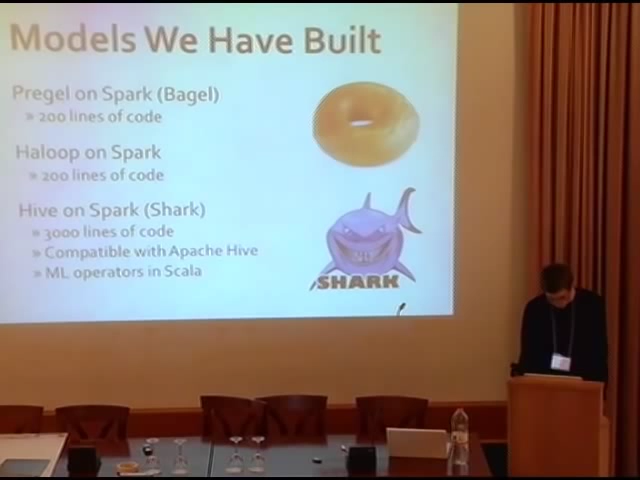 Models We Have Built
Pregel on Spark (Bagel)
» 200 lines of code
Haloop on Spark
» 200 lines of code
Hive on Spark (Shark)
» 3000 lines of code
» Compatible with Apache Hive
» ML operators in Scala
SHARK